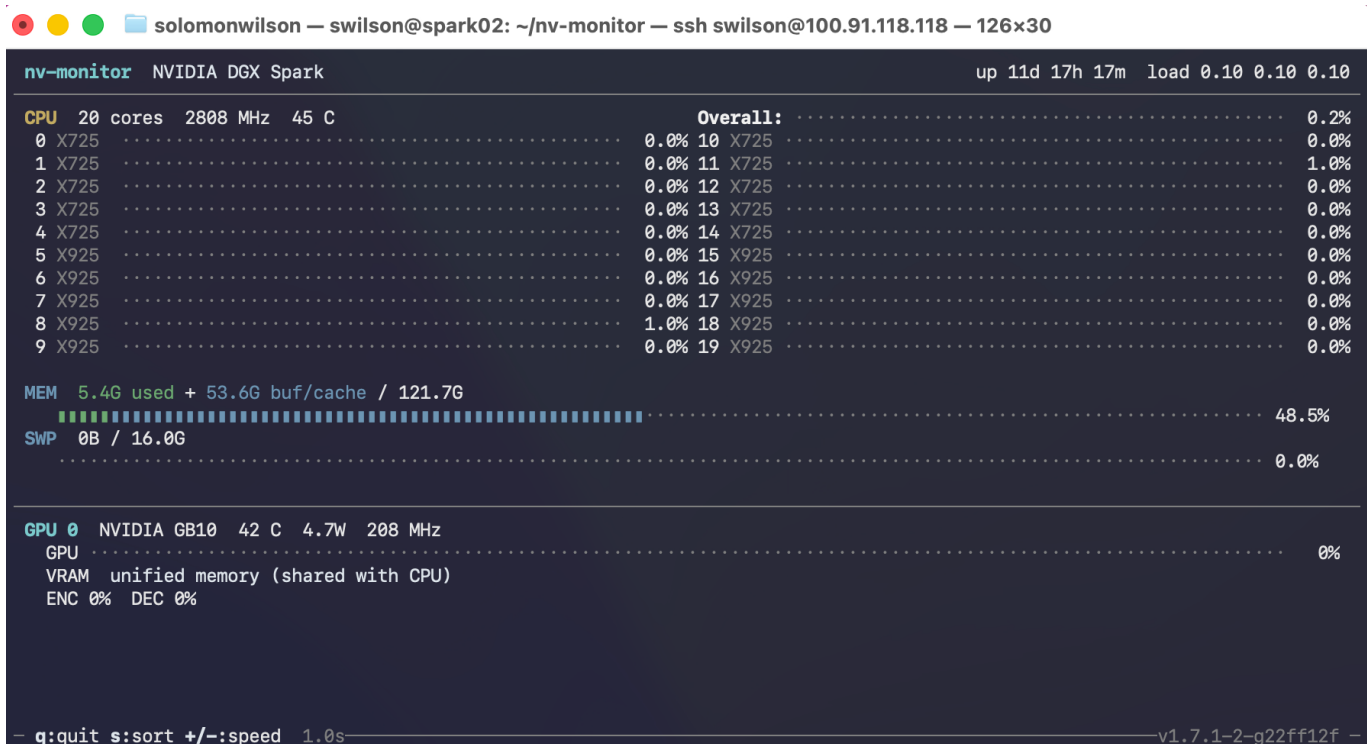 solomonwilson — swilson@spark02: ~/nv-monitor — ssh swilson@100.91.118.118 — 126×30
nv-monitor NVIDIA DGX Spark up 11d 17h 17m load 0.10 0.10 0.10
CPU 20 cores 2808 MHz 45 C Overall: 0.2%
0 X725 0.0% 10 X725 0.0%
1 X725 0.0% 11 X725 1.0%
2 X725 0.0% 12 X725 0.0%
3 X725 0.0% 13 X725 0.0%
4 X725 0.0% 14 X725 0.0%
5 X925 0.0% 15 X925 0.0%
6 X925 0.0% 16 X925 0.0%
7 X925 0.0% 17 X925 0.0%
8 X925 1.0% 18 X925 0.0%
9 X925 0.0% 19 X925 0.0%
MEM 5.4G used + 53.6G buf/cache / 121.7G
48.5%
SWP 0B / 16.0G
0.0%
GPU 0 NVIDIA GB10 42 C 4.7W 208 MHz
GPU 0%
VRAM unified memory (shared with CPU)
ENC 0% DEC 0%
q:quit s:sort +/-:speed 1.0s v1.7.1-2-g22ff12f